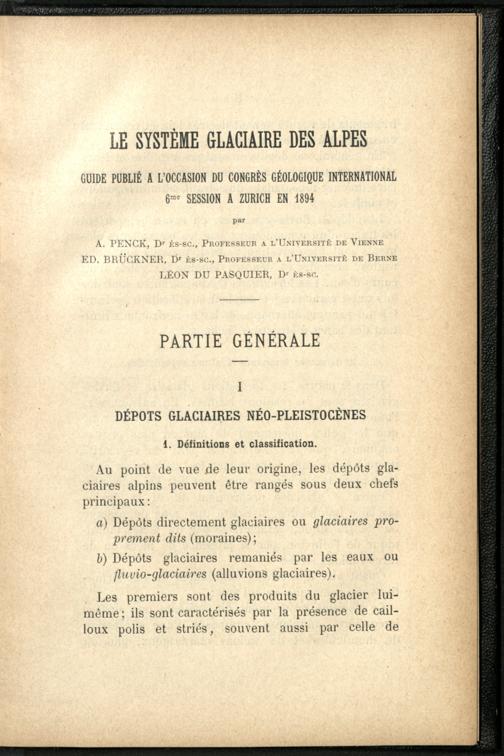 LE SYSTÈME GLACIAIRE DES ALPES
GUIDE PUBLIÉ A L'OCCASION DU CONGRÈS GÉOLOGIQUE INTERNATIONAL
6me SESSION A ZURICH EN 1894
par
A. PENCK, Dr ès-sc., Professeur a l'Université de Vienne
ED. BRÜCKNER, Dr ès-sc., Professeur a l'Université de Berne
LÉON DU PASQUIER, Dr ès-sc.
PARTIE GÉNÉRALE
I
DÉPOTS GLACIAIRES NÉO-PLEISTOCÈNES
1. Définitions et classification.
Au point de vue de leur origine, les dépôts gla-
ciaires alpins peuvent être rangés sous deux chefs
principaux :
a) Dépôts directement glaciaires ou glaciaires pro-
prement dits (moraines);
b) Dépôts glaciaires remaniés par les eaux ou
fluvio-glaciaires (alluvions glaciaires).
Les premiers sont des produits du glacier lui-
même; ils sont caractérisés par la présence de cail-
loux polis et striés, souvent aussi par celle de